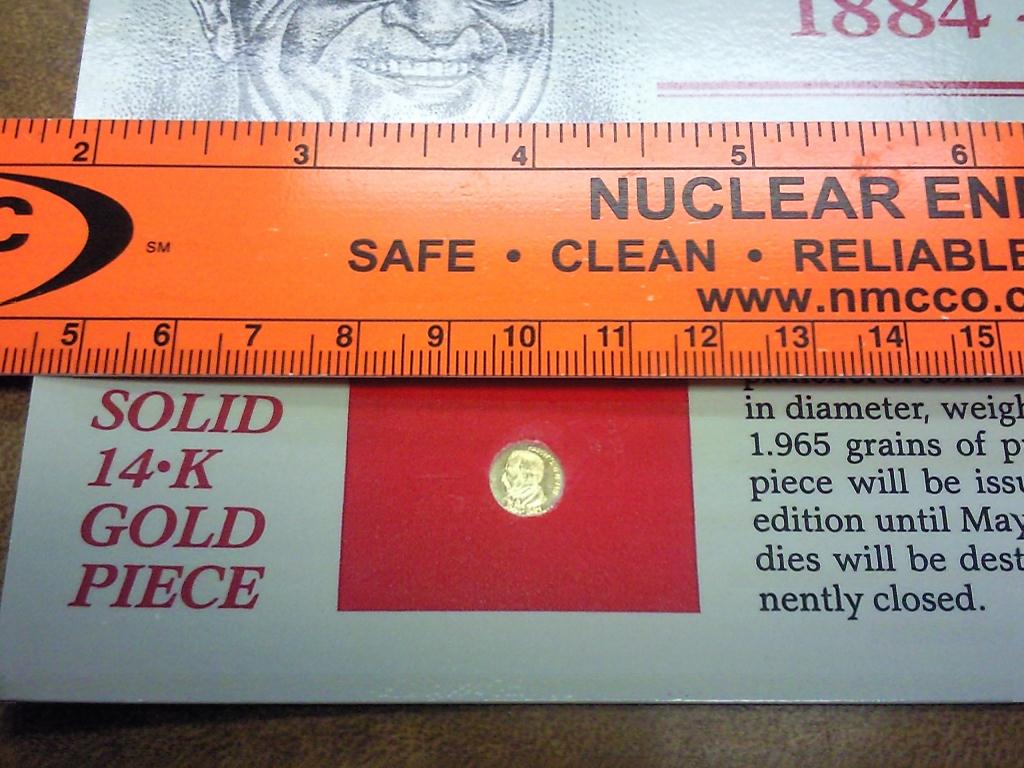 1884 -
2 3 4 5 6
C
SM
NUCLEAR EN
SAFE • CLEAN • RELIABLE
www.nmcco.c
5 6 7 8 9 10 11 12 13 14 15
SOLID
14•K
GOLD
PIECE
in diameter, weigh
1.965 grains of p
piece will be issu
edition until May
dies will be dest
nently closed.